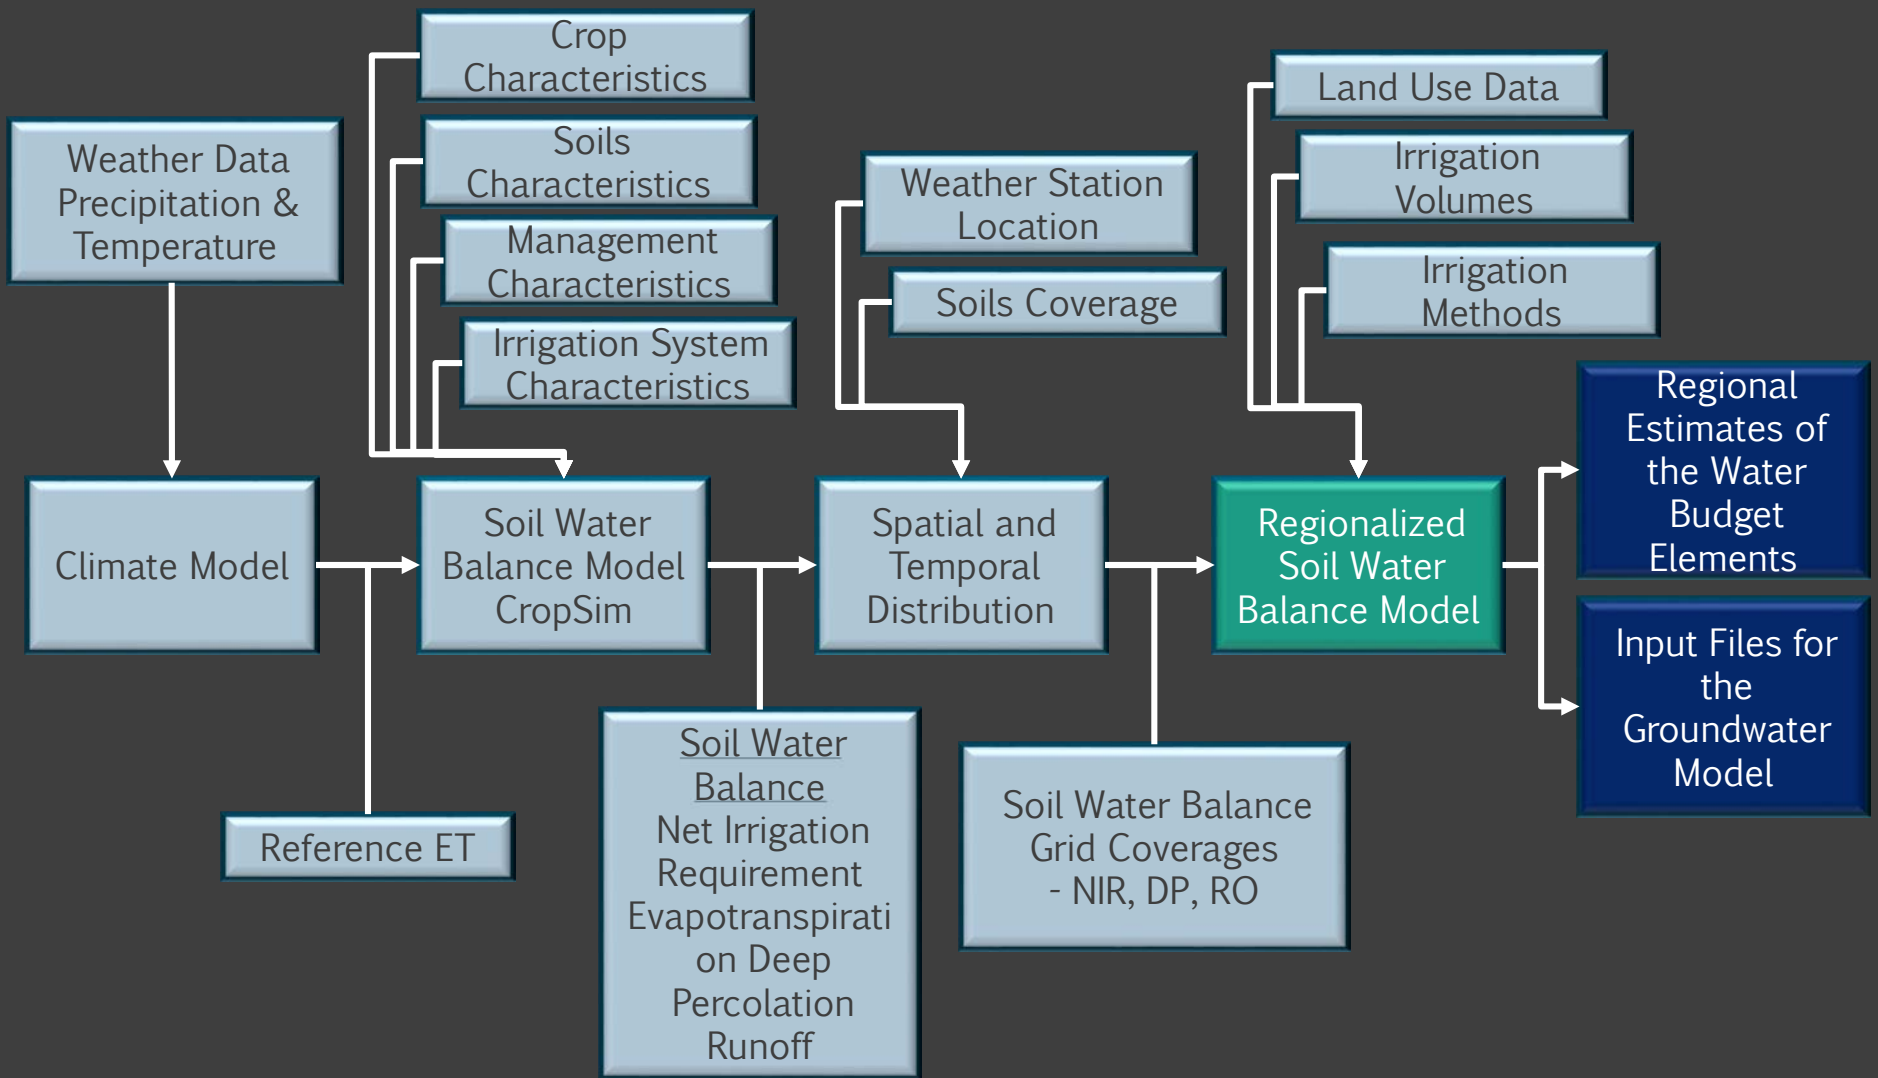 Crop
Characteristics
Soils
Characteristics
Management
Characteristics
Irrigation System
Characteristics
Weather Data
Precipitation &
Temperature
Weather Station
Location
Soils Coverage
Land Use Data
Irrigation
Volumes
Irrigation
Methods
Climate Model
Soil Water
Balance Model
CropSim
Spatial and
Temporal
Distribution
Regionalized
Soil Water
Balance Model
Regional
Estimates of
the Water
Budget
Elements
Input Files for
the
Groundwater
Model
Reference ET
Soil Water
Balance
Net Irrigation
Requirement
Evapotranspirati
on Deep
Percolation
Runoff
Soil Water Balance
Grid Coverages
- NIR, DP, RO